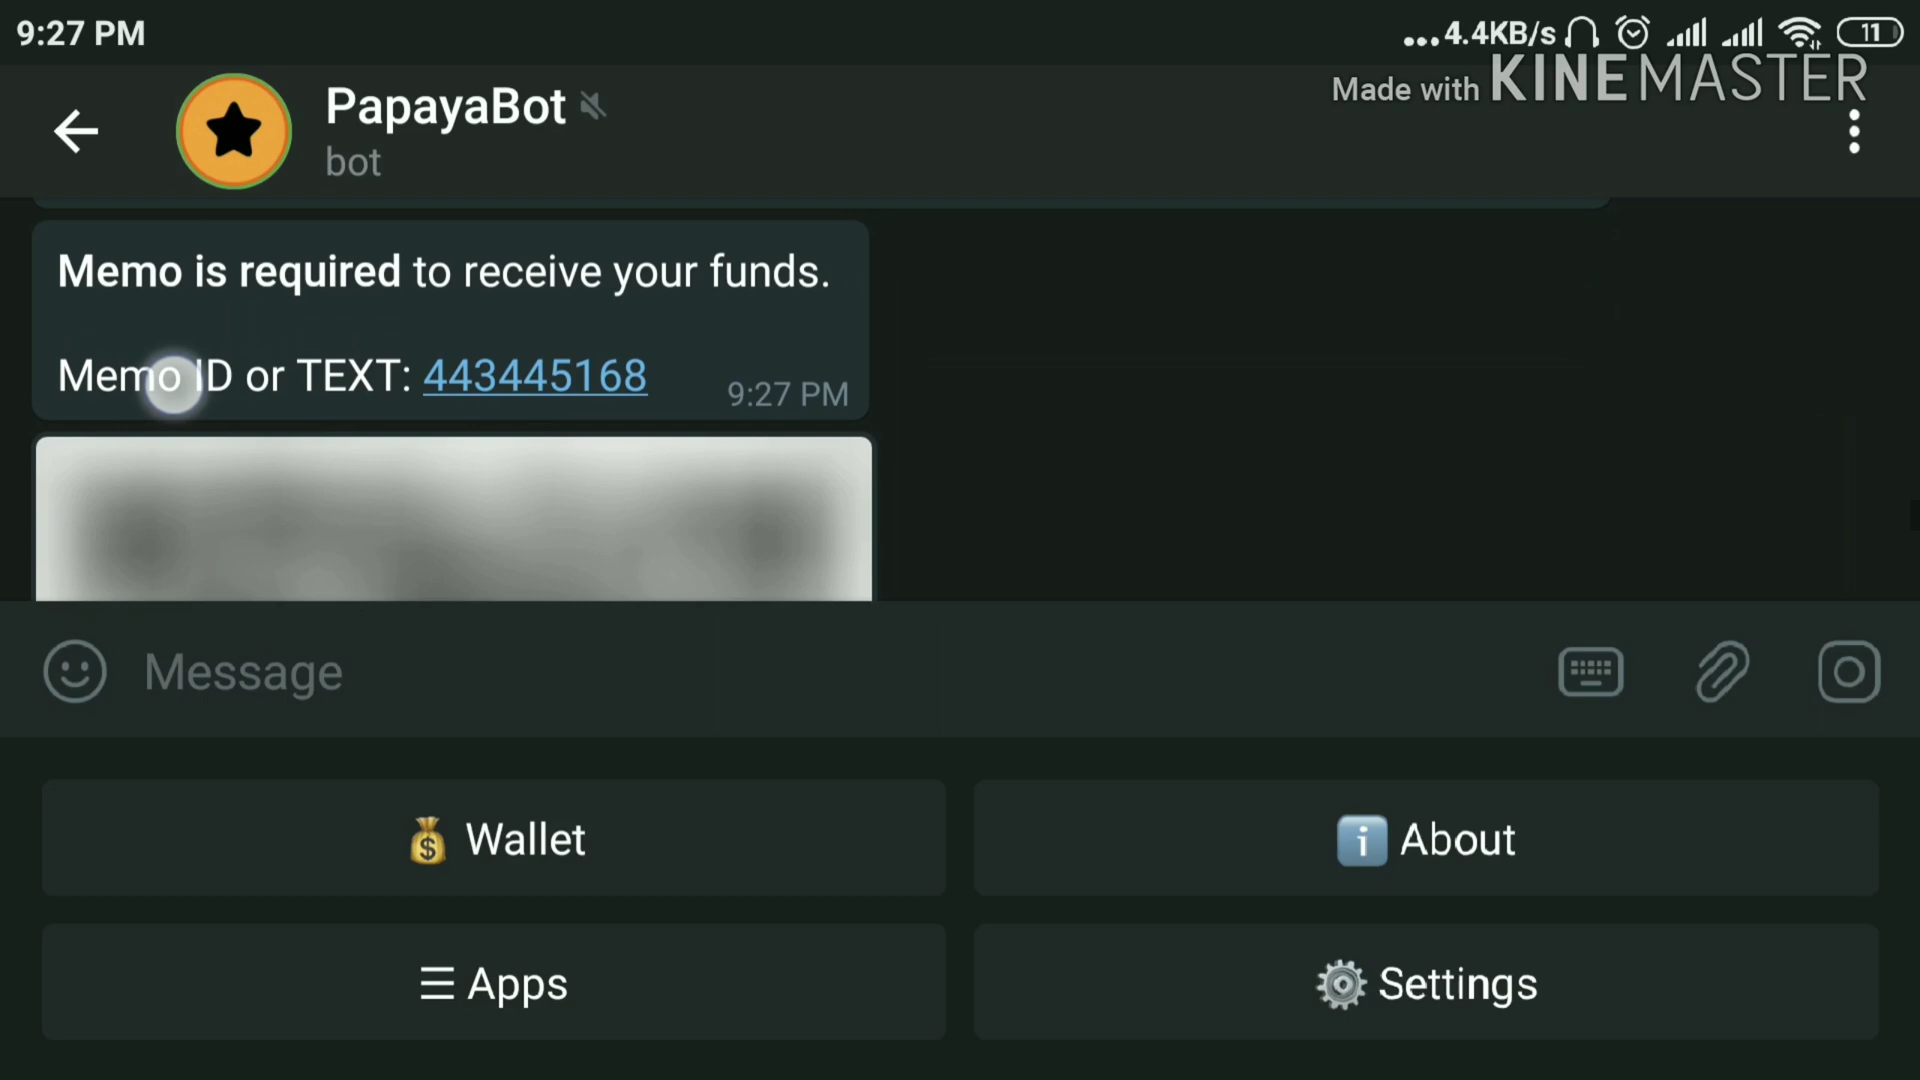 9:27 PM
...4.4KB/s
11
Made with KINEMASTER
PapayaBot
bot
Memo is required to receive your funds.
Memo ID or TEXT: 443445168
9:27 PM
Message
Wallet
About
Apps
Settings